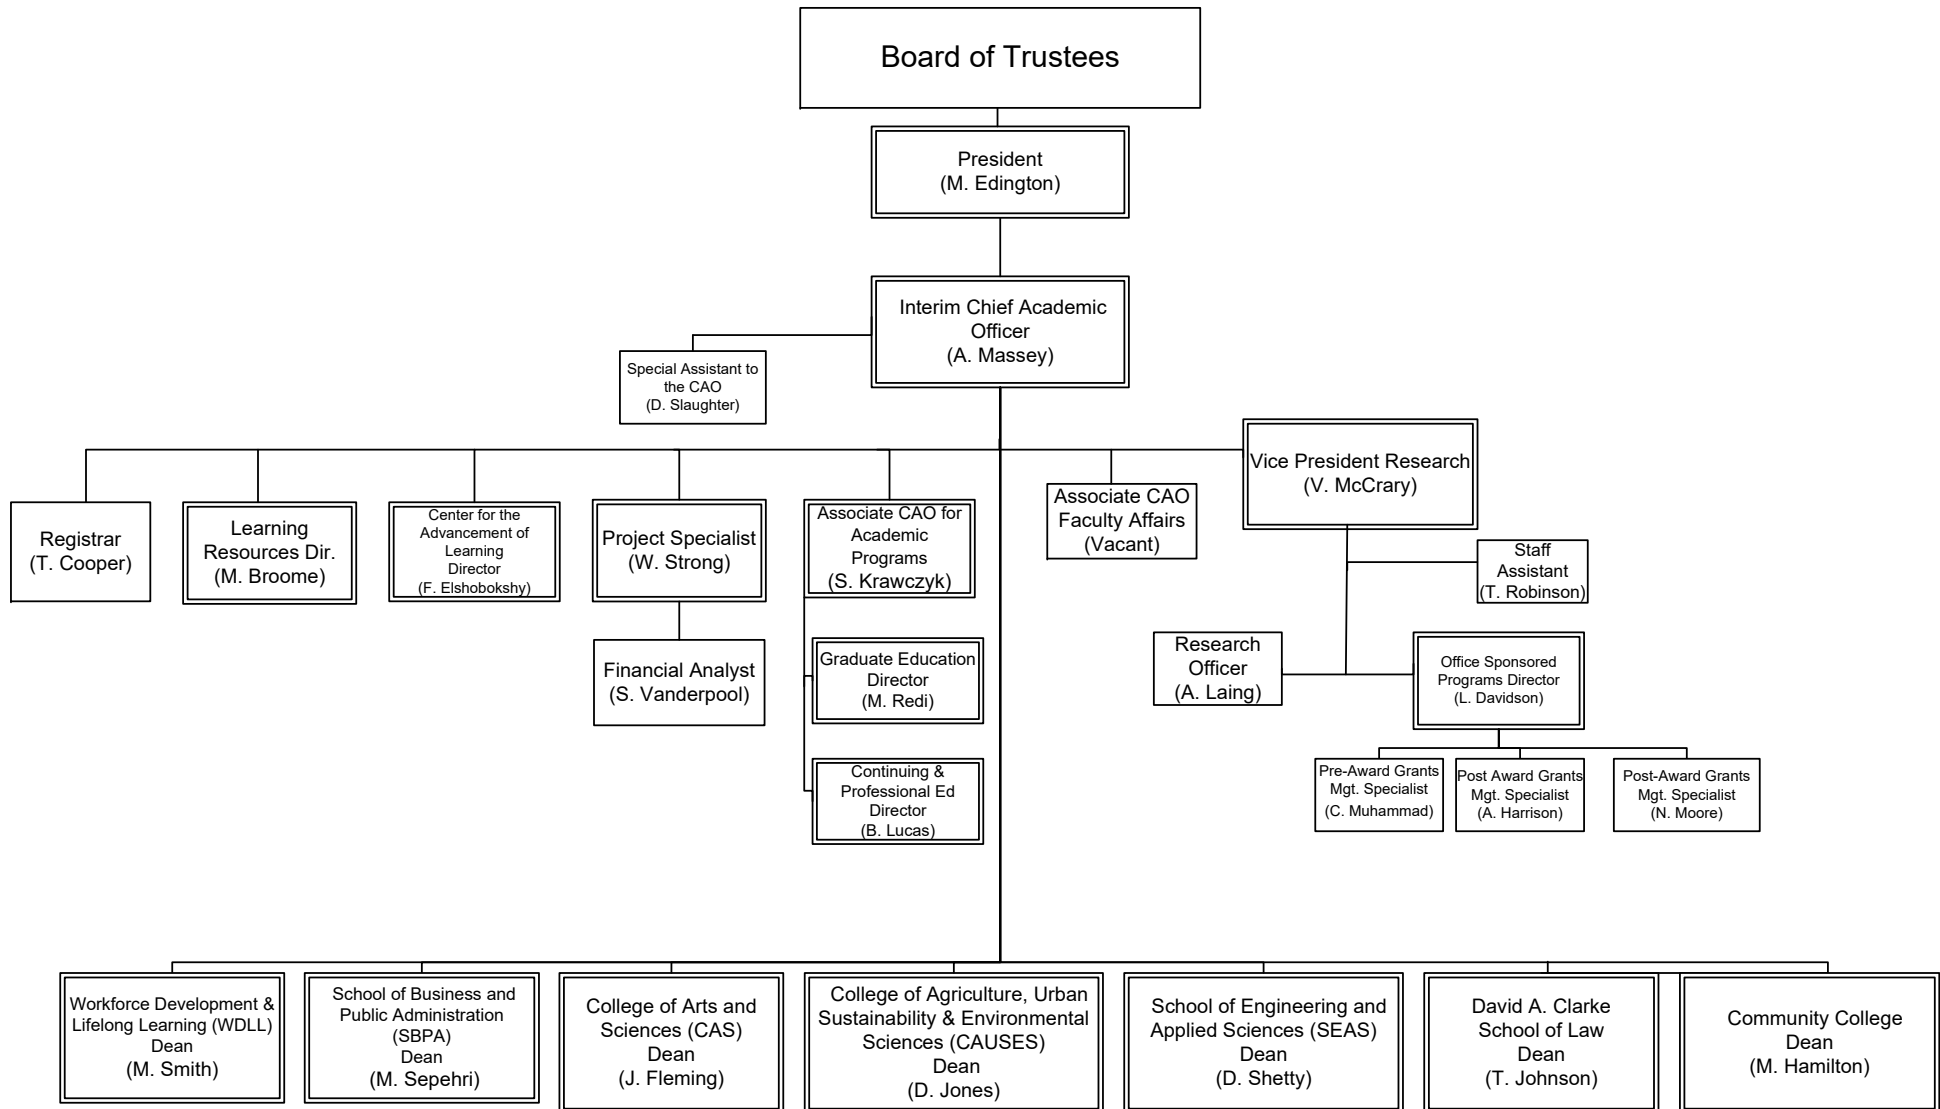 Board of Trustees
President
(M. Edington)
Interim Chief Academic
Officer
(A. Massey)
Special Assistant to
the CAO
(D. Slaughter)
Vice President Research
(V. McCrary)
Registrar
(T. Cooper)
Learning
Resources Dir.
(M. Broome)
Center for the
Advancement of
Learning
Director
(F. Elshobokshy)
Project Specialist
(W. Strong)
Associate CAO for
Academic
Programs
(S. Krawczyk)
Associate CAO
Faculty Affairs
(Vacant)
Staff
Assistant
(T. Robinson)
Financial Analyst
(S. Vanderpool)
Graduate Education
Director
(M. Redi)
Research
Officer
(A. Laing)
Office Sponsored
Programs Director
(L. Davidson)
Continuing &
Professional Ed
Director
(B. Lucas)
Pre-Award Grants
Mgt. Specialist
(C. Muhammad)
Post Award Grants
Mgt. Specialist
(A. Harrison)
Post-Award Grants
Mgt. Specialist
(N. Moore)
Workforce Development &
Lifelong Learning (WDLL)
Dean
(M. Smith)
School of Business and
Public Administration
(SBPA)
Dean
(M. Sepehri)
College of Arts and
Sciences (CAS)
Dean
(J. Fleming)
College of Agriculture, Urban
Sustainability & Environmental
Sciences (CAUSES)
Dean
(D. Jones)
School of Engineering and
Applied Sciences (SEAS)
Dean
(D. Shetty)
David A. Clarke
School of Law
Dean
(T. Johnson)
Community College
Dean
(M. Hamilton)